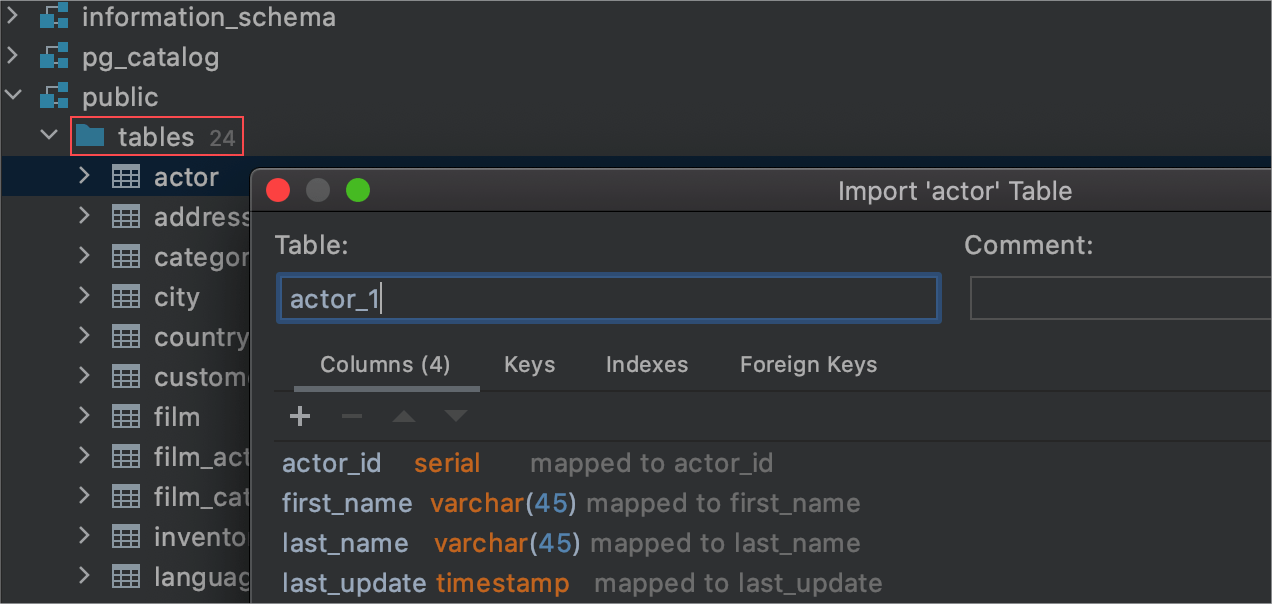 information_schema
pg_catalog
public
tables 24
actor
address
categor
city
country
custome
film
film_act
film_cat
invento
languag
Import 'actor' Table
Table:
Comment:
actor_1
Columns (4) Keys Indexes Foreign Keys
actor_id serial mapped to actor_id
first_name varchar(45) mapped to first_name
last_name varchar(45) mapped to last_name
last_update timestamp mapped to last_update